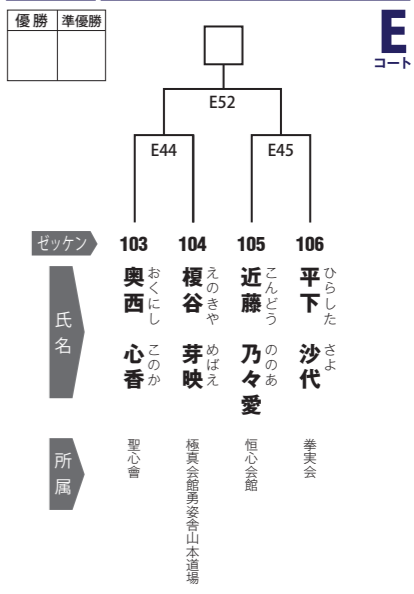 優勝 準優勝
E
コート
E52
E44 E45
ゼッケン 103 104 105 106
氏名
奥西 心香
おくにし このか
榎谷 芽映
えのきや めばえ
近藤 乃々愛
こんどう ののあ
平下 沙代
ひらした さよ
所属
聖心會
極真会館勇姿舎山本道場
恒心会館
拳実会